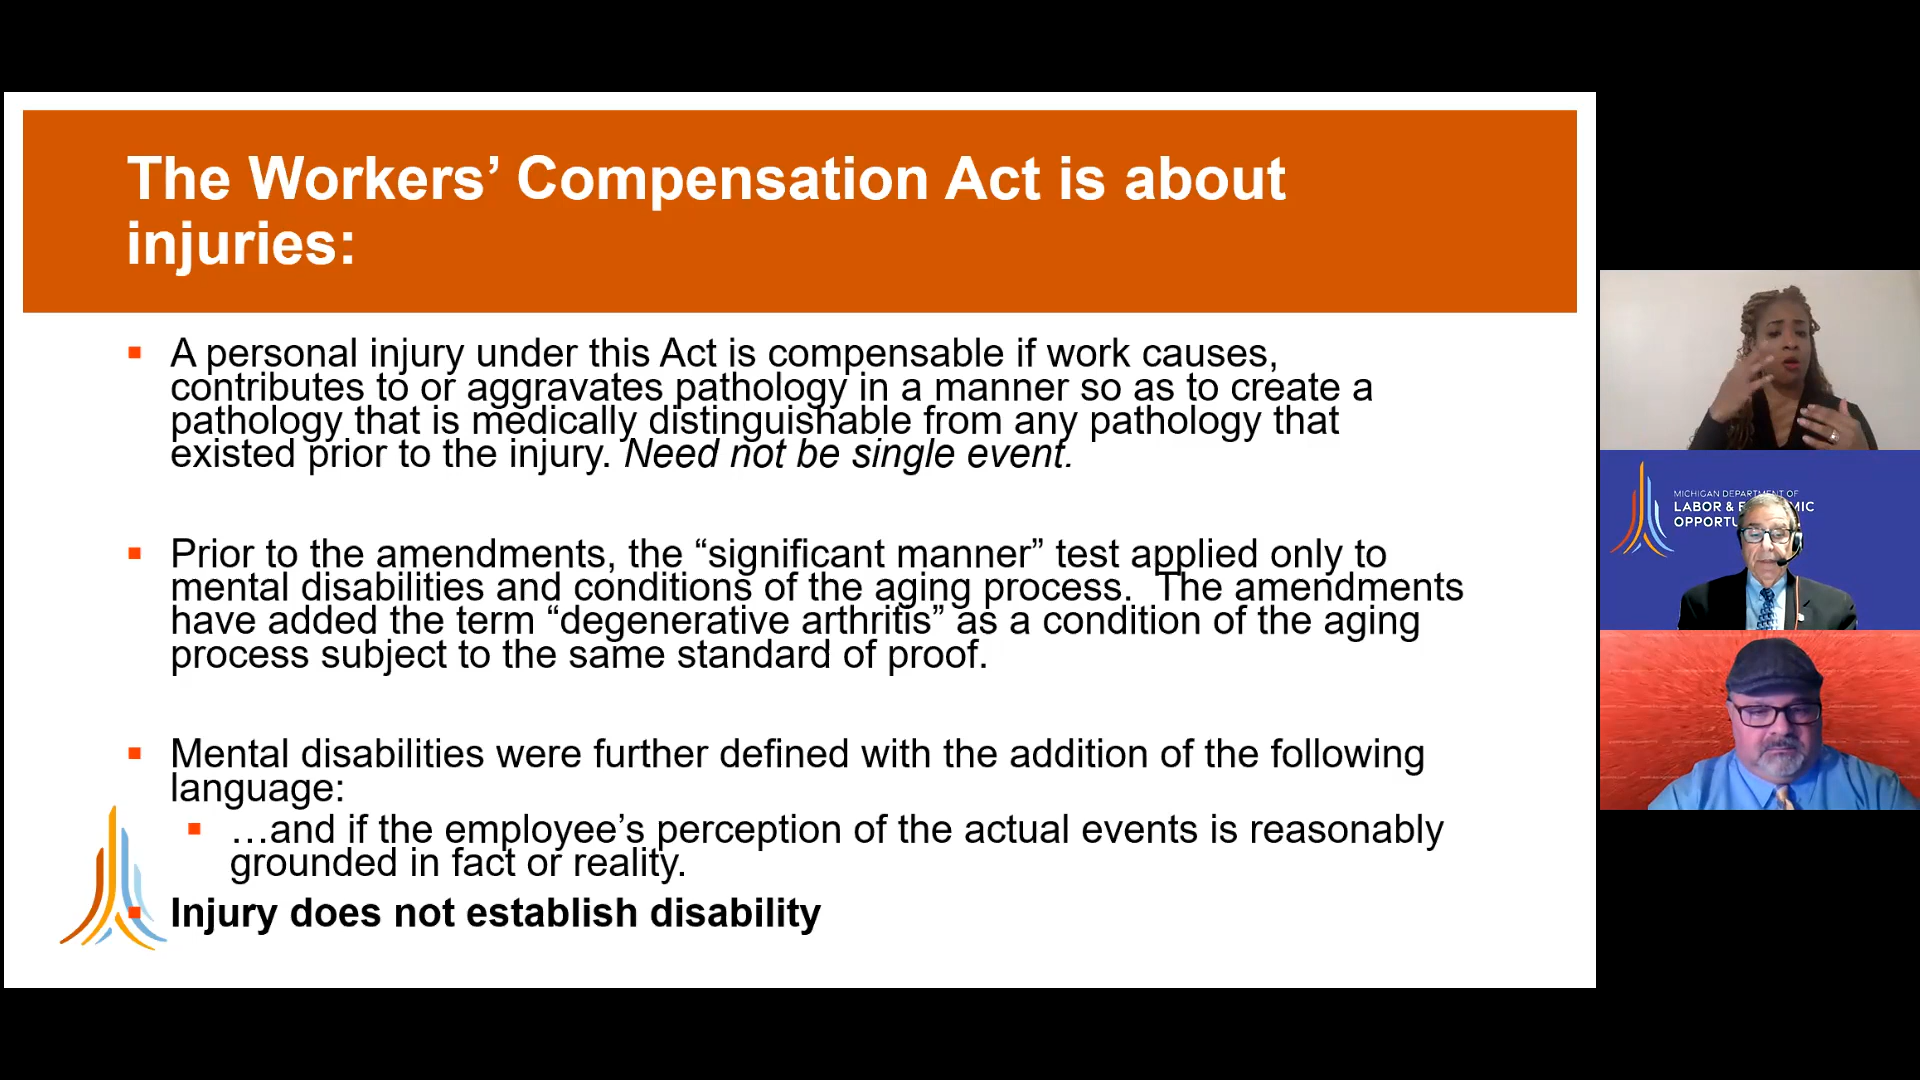 The Workers’ Compensation Act is about
injuries:
A personal injury under this Act is compensable if work causes,
contributes to or aggravates pathology in a manner so as to create a
pathology that is medically distinguishable from any pathology that
existed prior to the injury. Need not be single event.
Prior to the amendments, the “significant manner” test applied only to
mental disabilities and conditions of the aging process.  The amendments
have added the term “degenerative arthritis” as a condition of the aging
process subject to the same standard of proof.
Mental disabilities were further defined with the addition of the following
language:
…and if the employee’s perception of the actual events is reasonably
grounded in fact or reality.
Injury does not establish disability
MICHIGAN DEPARTMENT OF
LABOR &